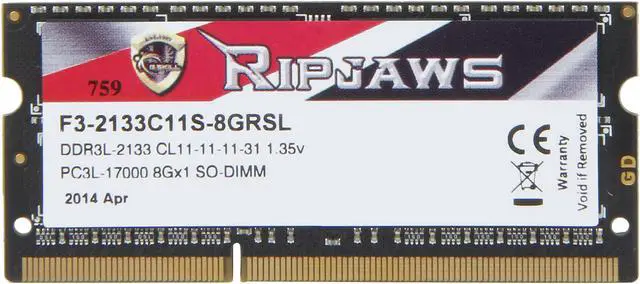 G.SKILL
RIPJAWS
759
F3-2133C11S-8GRSL
DDR3L-2133 CL11-11-11-31 1.35v
PC3L-17000 8Gx1 SO-DIMM
2014 Apr
CE
Warranty
Void if Removed
GD